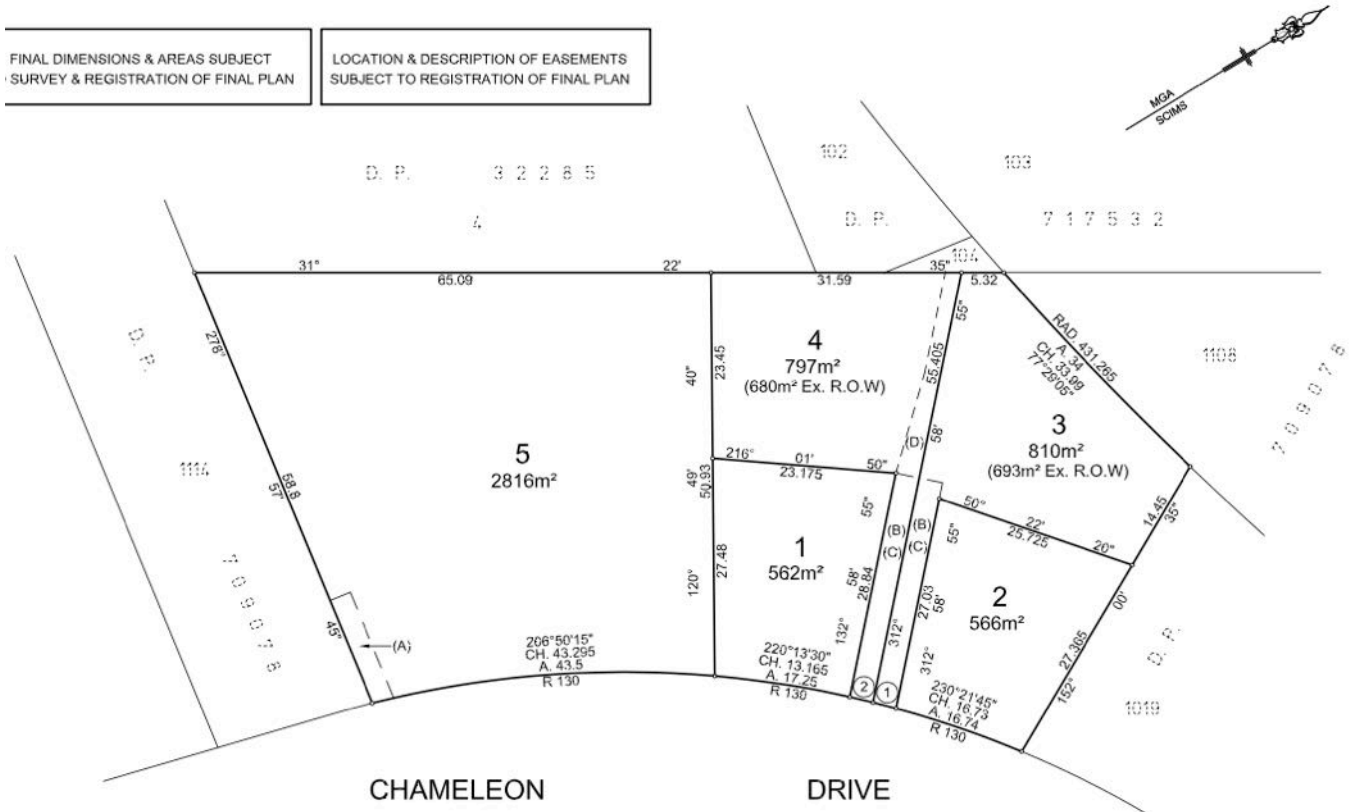 FINAL DIMENSIONS & AREAS SUBJECT
SURVEY & REGISTRATION OF FINAL PLAN
LOCATION & DESCRIPTION OF EASEMENTS
SUBJECT TO REGISTRATION OF FINAL PLAN
MGA
SCIMS
D. P. 3 2 2 8 5
4
102
103
D. P. 7 1 7 5 3 2
104
31° 22' 35"
65.09
31.59
5.32
278°
57'
45"
58.8
D. P.
1114
7 0 9 0 7 8
(A)
5
2816m²
206°50'15"
CH. 43.295
A. 43.5
R 130
40"
23.45
49'
50.93
120°
27.48
4
797m²
(680m² Ex. R.O.W)
216° 01' 50"
23.175
1
562m²
220°13'30"
CH. 13.165
A. 17.25
R 130
55"
58'
28.84
132°
55"
55.405
58'
312°
(D)
(B)
(C)
(B)
(C)
2
1
55"
27.03
58'
312°
RAD. 431.265
A. 34
CH. 33.99
77°29'05"
3
810m²
(693m² Ex. R.O.W)
50° 22' 20"
25.725
14.45
35"
2
566m²
230°21'45"
CH. 16.73
A. 16.74
R 130
00'
27.365
152°
1108
7 0 9 0 7 8
D. P.
1019
CHAMELEON DRIVE